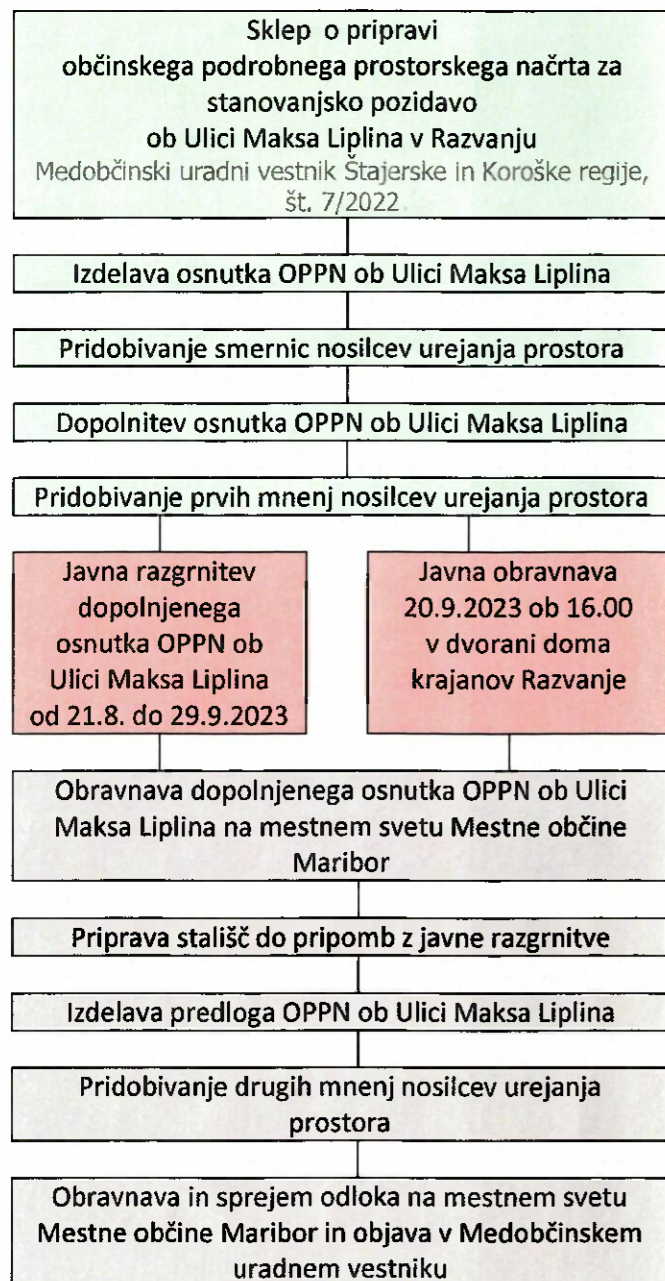 Sklep o pripravi
občinskega podrobnega prostorskega načrta za
stanovanjsko pozidavo
ob Ulici Maksa Liplina v Razvanju
Medobčinski uradni vestnik Štajerske in Koroške regije,
št. 7/2022
Izdelava osnutka OPPN ob Ulici Maksa Liplina
Pridobivanje smernic nosilcev urejanja prostora
Dopolnitev osnutka OPPN ob Ulici Maksa Liplina
Pridobivanje prvih mnenj nosilcev urejanja prostora
Javna razgrnitev
dopolnjenega
osnutka OPPN ob
Ulici Maksa Liplina
od 21.8. do 29.9.2023
Javna obravnava
20.9.2023 ob 16.00
v dvorani doma
krajanov Razvanje
Obravnava dopolnjenega osnutka OPPN ob Ulici
Maksa Liplina na mestnem svetu Mestne občine
Maribor
Priprava stališč do pripomb z javne razgrnitve
Izdelava predloga OPPN ob Ulici Maksa Liplina
Pridobivanje drugih mnenj nosilcev urejanja
prostora
Obravnava in sprejem odloka na mestnem svetu
Mestne občine Maribor in objava v Medobčinskem
uradnem vestniku